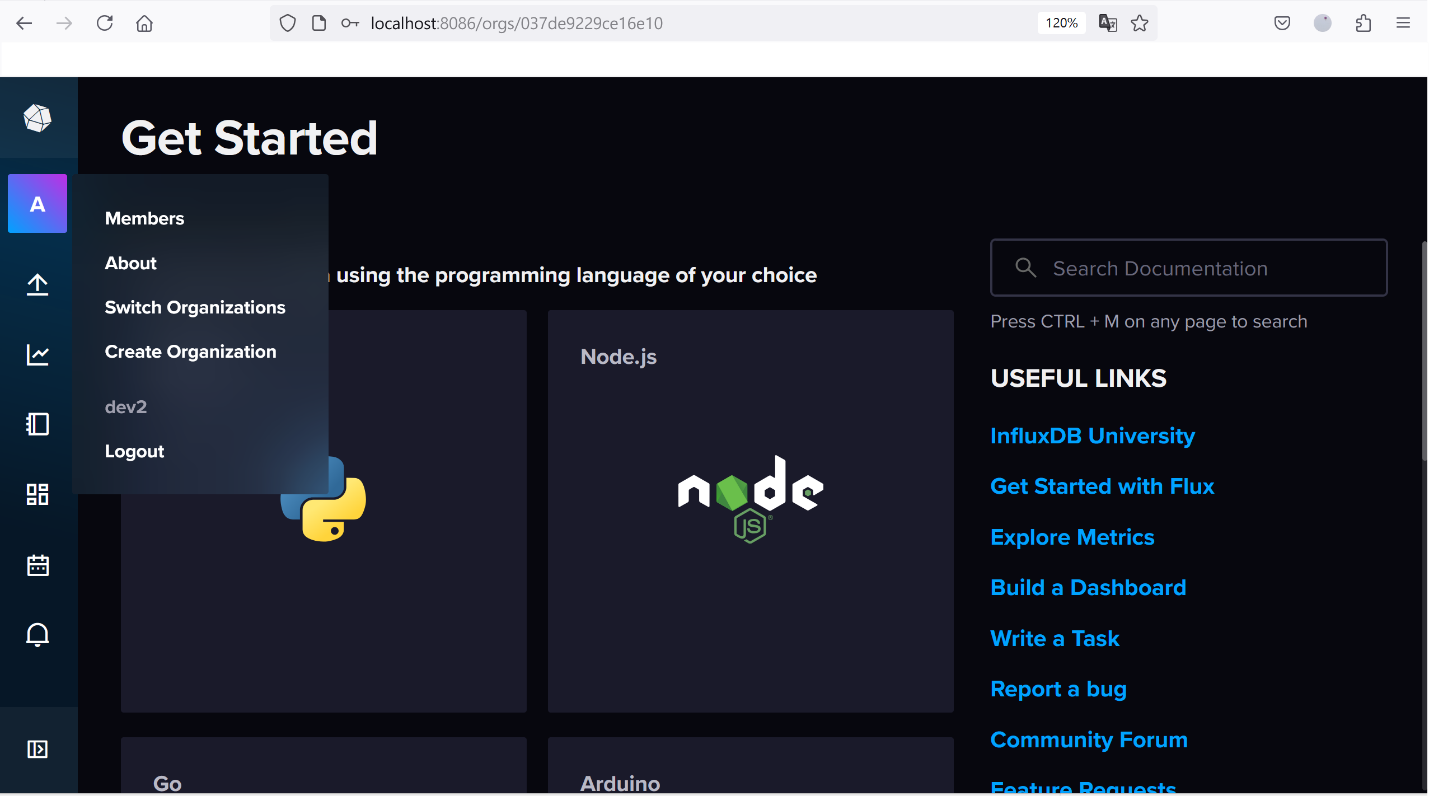 120%
localhost:8086/orgs/037de9229ce16e10
Get Started
A
Members
About
Switch Organizations
Create Organization
dev2
Logout
using the programming language of your choice
Node.js
node
JS
Go
Arduino
Search Documentation
Press CTRL + M on any page to search
USEFUL LINKS
InfluxDB University
Get Started with Flux
Explore Metrics
Build a Dashboard
Write a Task
Report a bug
Community Forum
Feature Requests